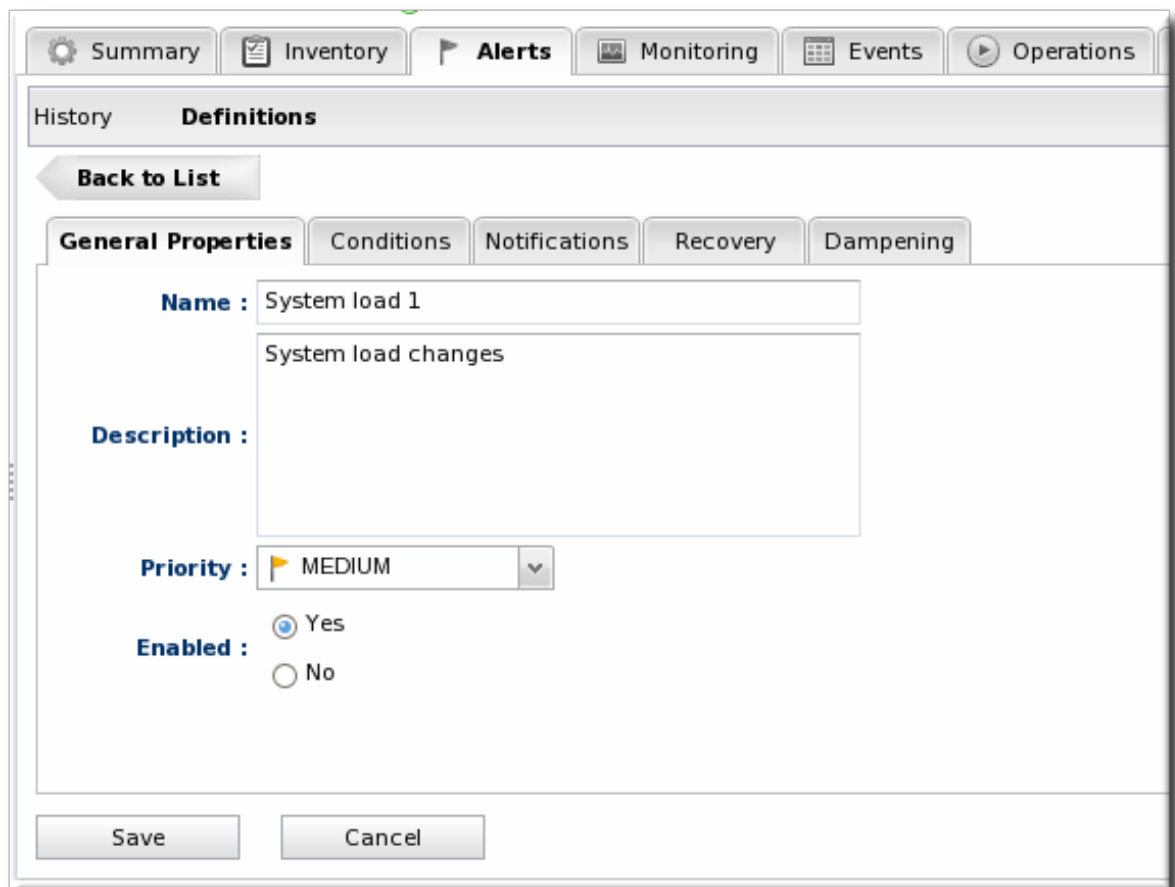 Summary Inventory Alerts Monitoring Events Operations
History Definitions
Back to List
General Properties Conditions Notifications Recovery Dampening
Name : System load 1
System load changes
Description :
Priority : MEDIUM
Yes
Enabled :
No
Save Cancel